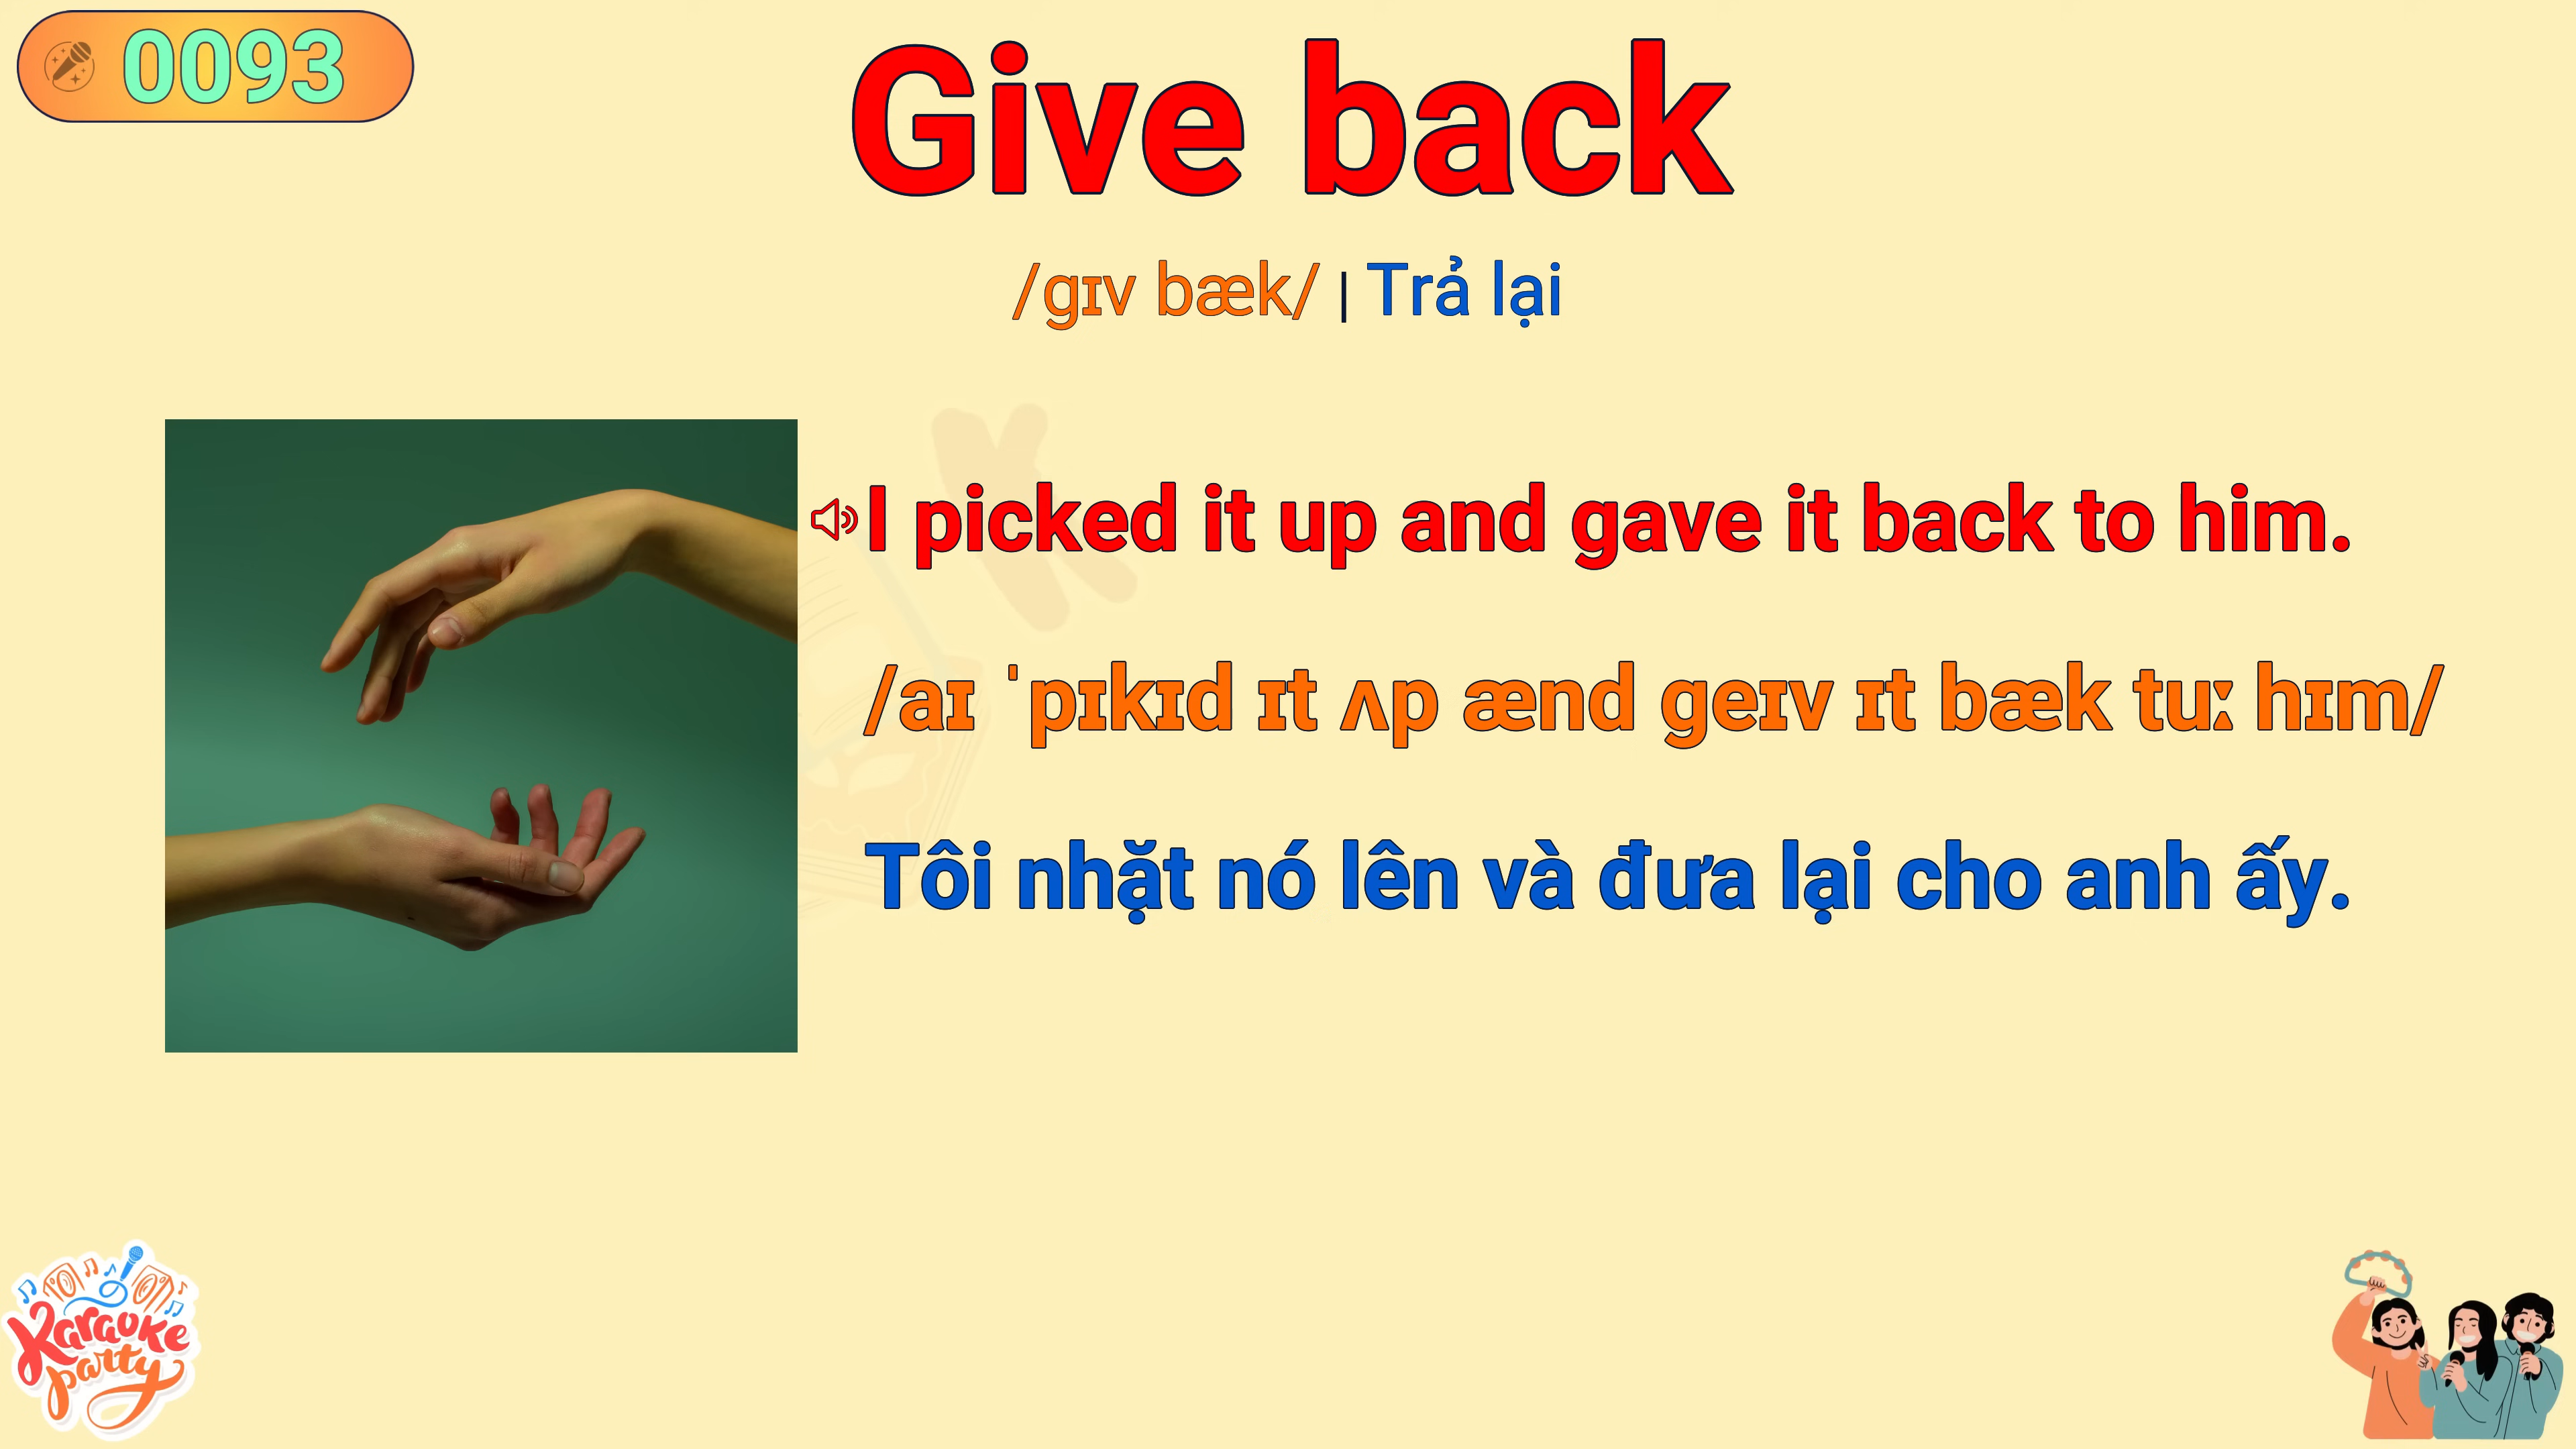 0093
Give back
/gɪv bæk/ | Trả lại
I picked it up and gave it back to him.
/aɪ ˈpɪkɪd ɪt ʌp ænd geɪv ɪt bæk tuː hɪm/
Tôi nhặt nó lên và đưa lại cho anh ấy.
Karaoke
party